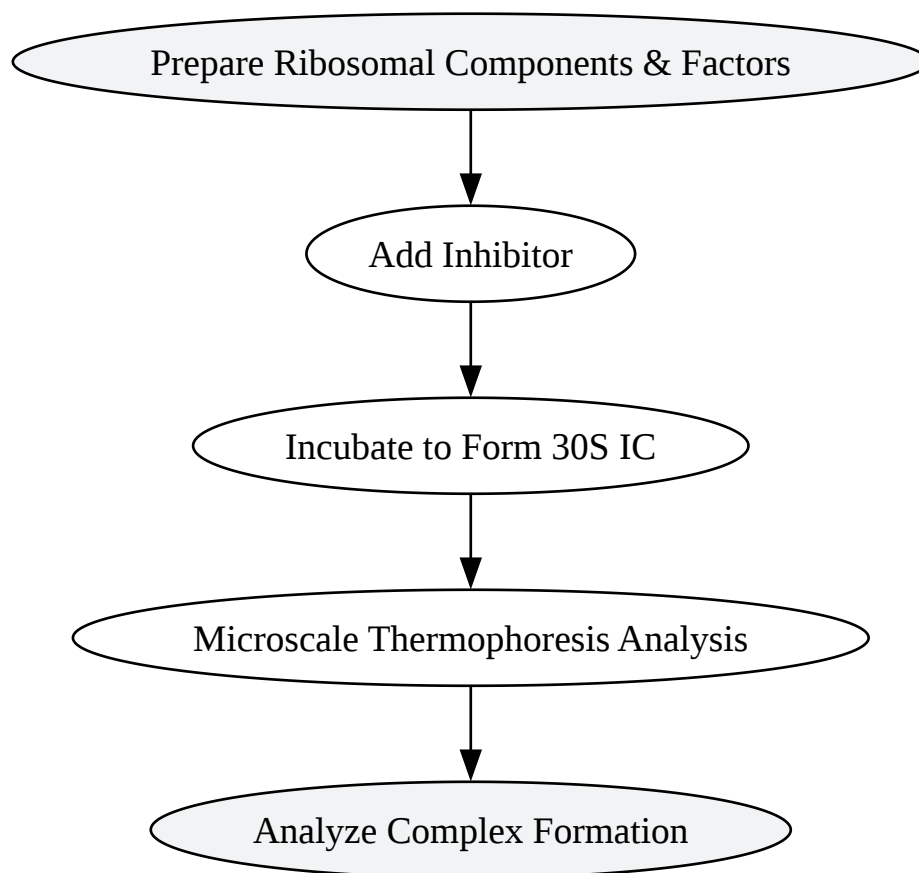 Prepare Ribosomal Components & Factors
Add Inhibitor
Incubate to Form 30S IC
Microscale Thermophoresis Analysis
Analyze Complex Formation